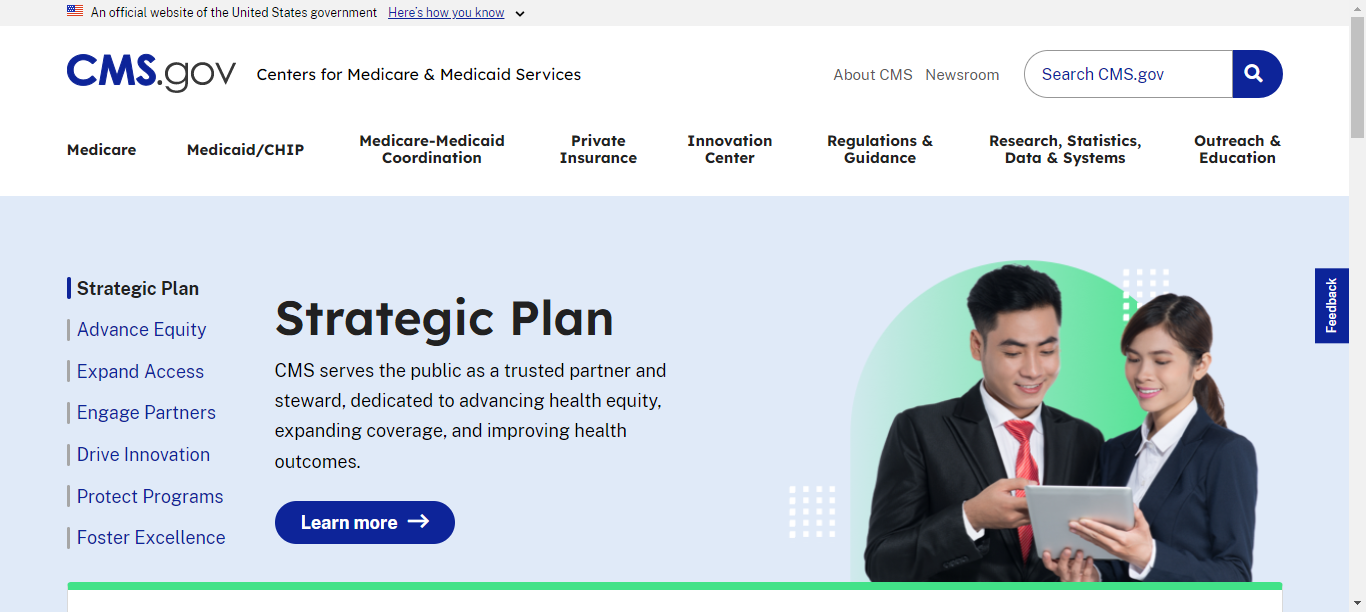 An official website of the United States government Here's how you know
CMS.gov Centers for Medicare & Medicaid Services
About CMS Newsroom
Search CMS.gov
Medicare
Medicaid/CHIP
Medicare-Medicaid
Coordination
Private
Insurance
Innovation
Center
Regulations &
Guidance
Research, Statistics,
Data & Systems
Outreach &
Education
Strategic Plan
Advance Equity
Expand Access
Engage Partners
Drive Innovation
Protect Programs
Foster Excellence
Strategic Plan
CMS serves the public as a trusted partner and
steward, dedicated to advancing health equity,
expanding coverage, and improving health
outcomes.
Learn more
Feedback